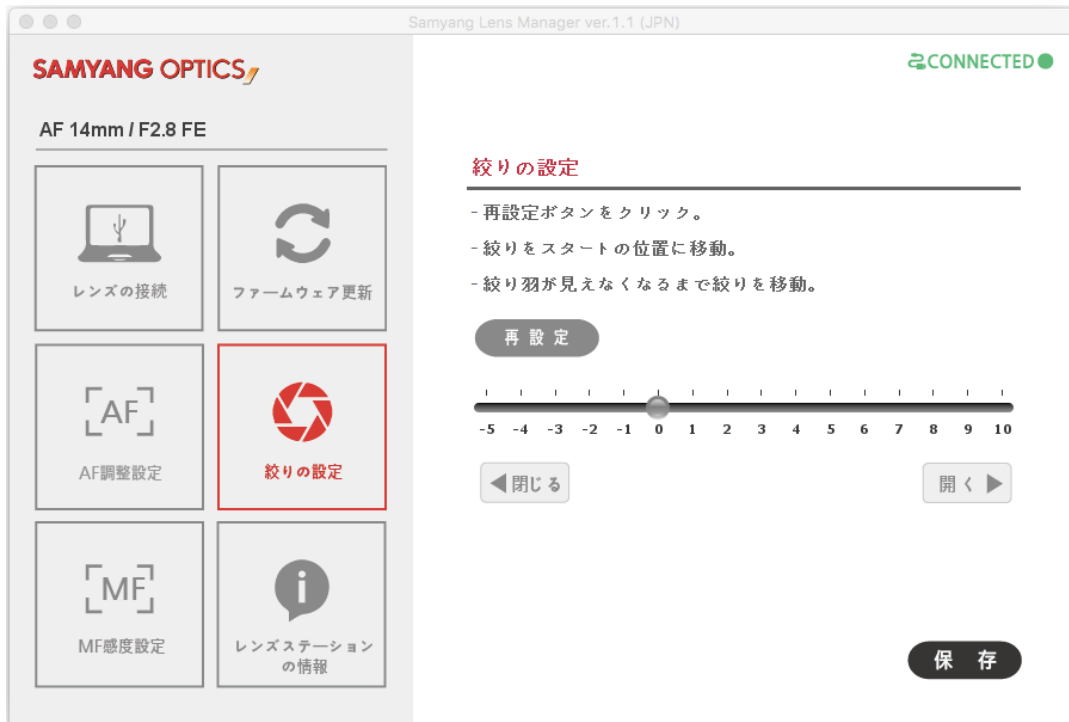 Samyang Lens Manager ver.1.1 (JPN)
SAMYANG OPTICS
CONNECTED
AF 14mm / F2.8 FE
レンズの接続
ファームウェア更新
AF
AF調整設定
絞りの設定
MF
MF感度設定
i
レンズステーション
の情報
絞りの設定
- 再設定ボタンをクリック。
- 絞りをスタートの位置に移動。
- 絞り羽が見えなくなるまで絞りを移動。
再 設 定
-5 -4 -3 -2 -1 0 1 2 3 4 5 6 7 8 9 10
◀閉じる
開く▶
保 存